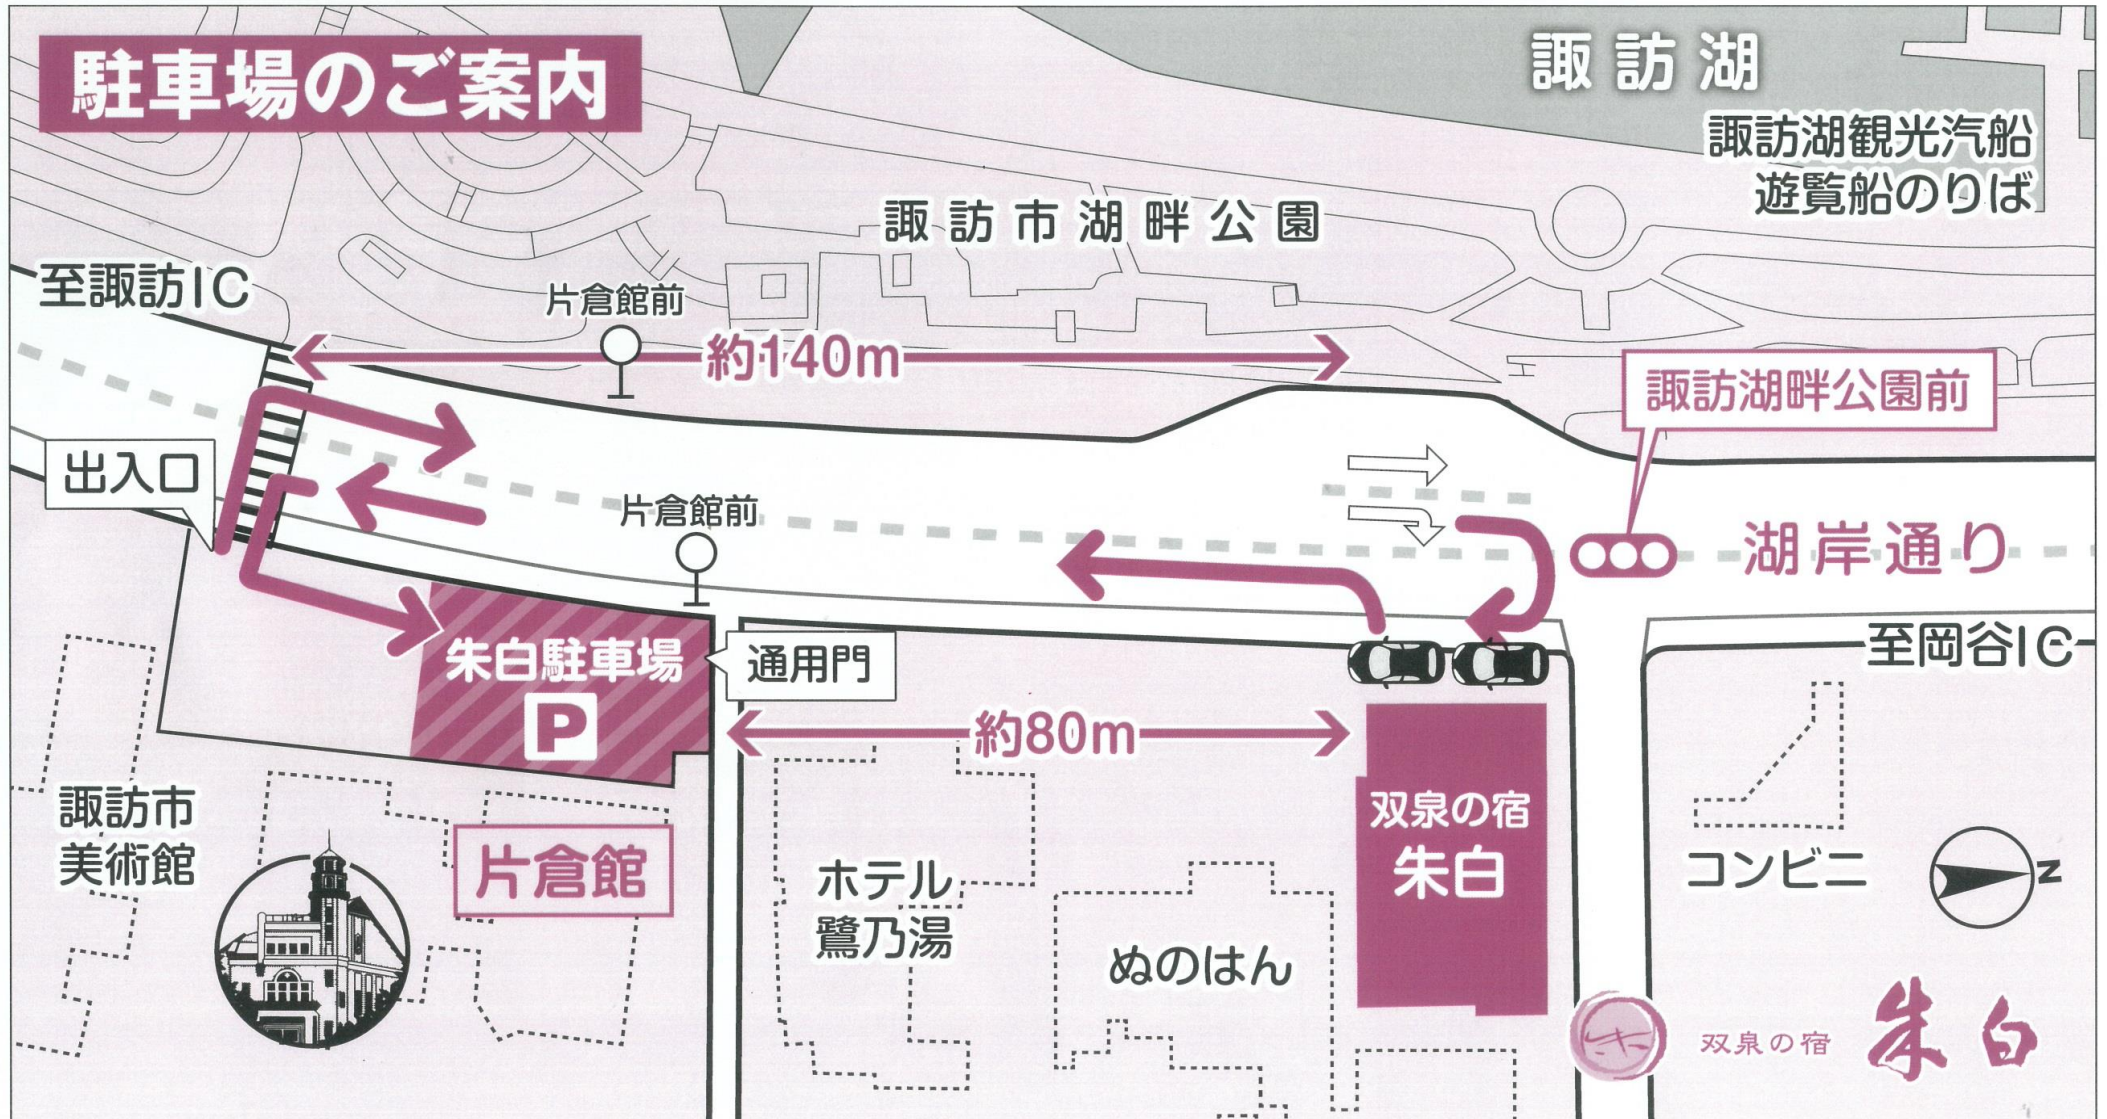 駐車場のご案内
諏訪湖
諏訪湖観光汽船
遊覧船のりば
諏訪市湖畔公園
至諏訪IC
片倉館前
約140m
諏訪湖畔公園前
出入口
片倉館前
湖岸通り
至岡谷IC
朱白駐車場
P
通用門
約80m
諏訪市
美術館
片倉館
ホテル
鷺乃湯
ぬのはん
双泉の宿
朱白
コンビニ
N
双泉の宿 朱白